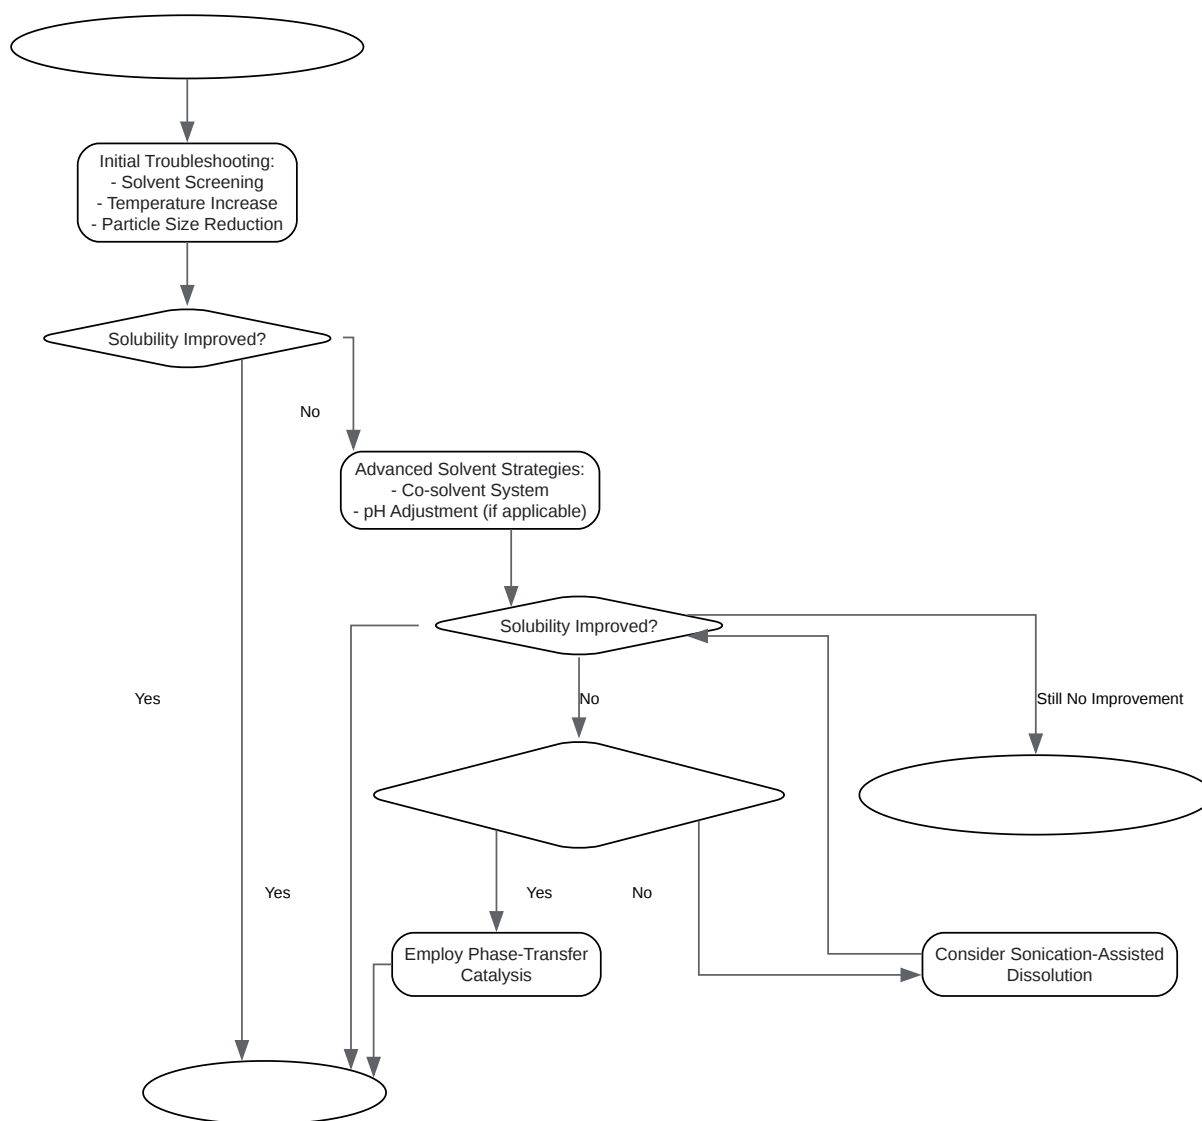 Initial Troubleshooting:
- Solvent Screening
- Temperature Increase
- Particle Size Reduction
Solubility Improved?
No
Advanced Solvent Strategies:
- Co-solvent System
- pH Adjustment (if applicable)
Solubility Improved?
Yes
No
Still No Improvement
Yes
Yes
No
Employ Phase-Transfer
Catalysis
Consider Sonication-Assisted
Dissolution